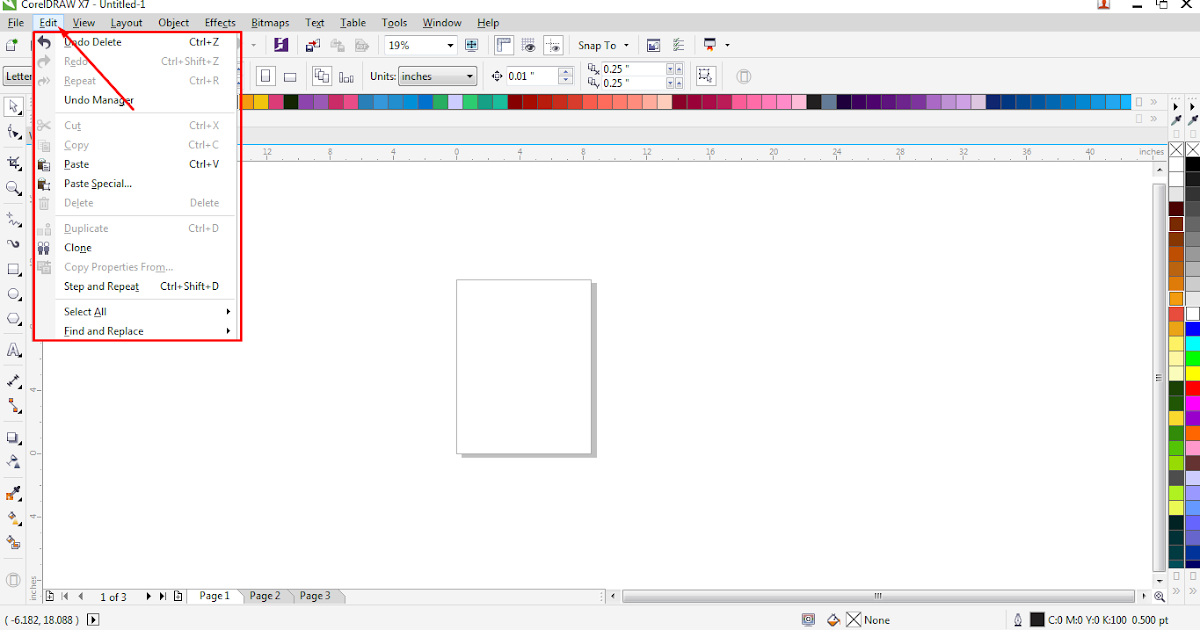 CorelDRAW X7 - Untitled-1
File Edit View Layout Object Effects Bitmaps Text Table Tools Window Help
19% Snap To
Letter Units: inches 0.01 " 0.25 "
0.25 "
Undo Delete Ctrl+Z
Redo Ctrl+Shift+Z
Repeat Ctrl+R
Undo Manager
Cut Ctrl+X
Copy Ctrl+C
Paste Ctrl+V
Paste Special...
Delete Delete
Duplicate Ctrl+D
Clone
Copy Properties From...
Step and Repeat Ctrl+Shift+D
Select All
Find and Replace
12 8 4 0 4 8 12 16 20 24 28 32 36 40 inches
4
0
4
inches
1 of 3 Page 1 Page 2 Page 3
( -6.182, 18.088 ) None C:0 M:0 Y:0 K:100 0.500 pt